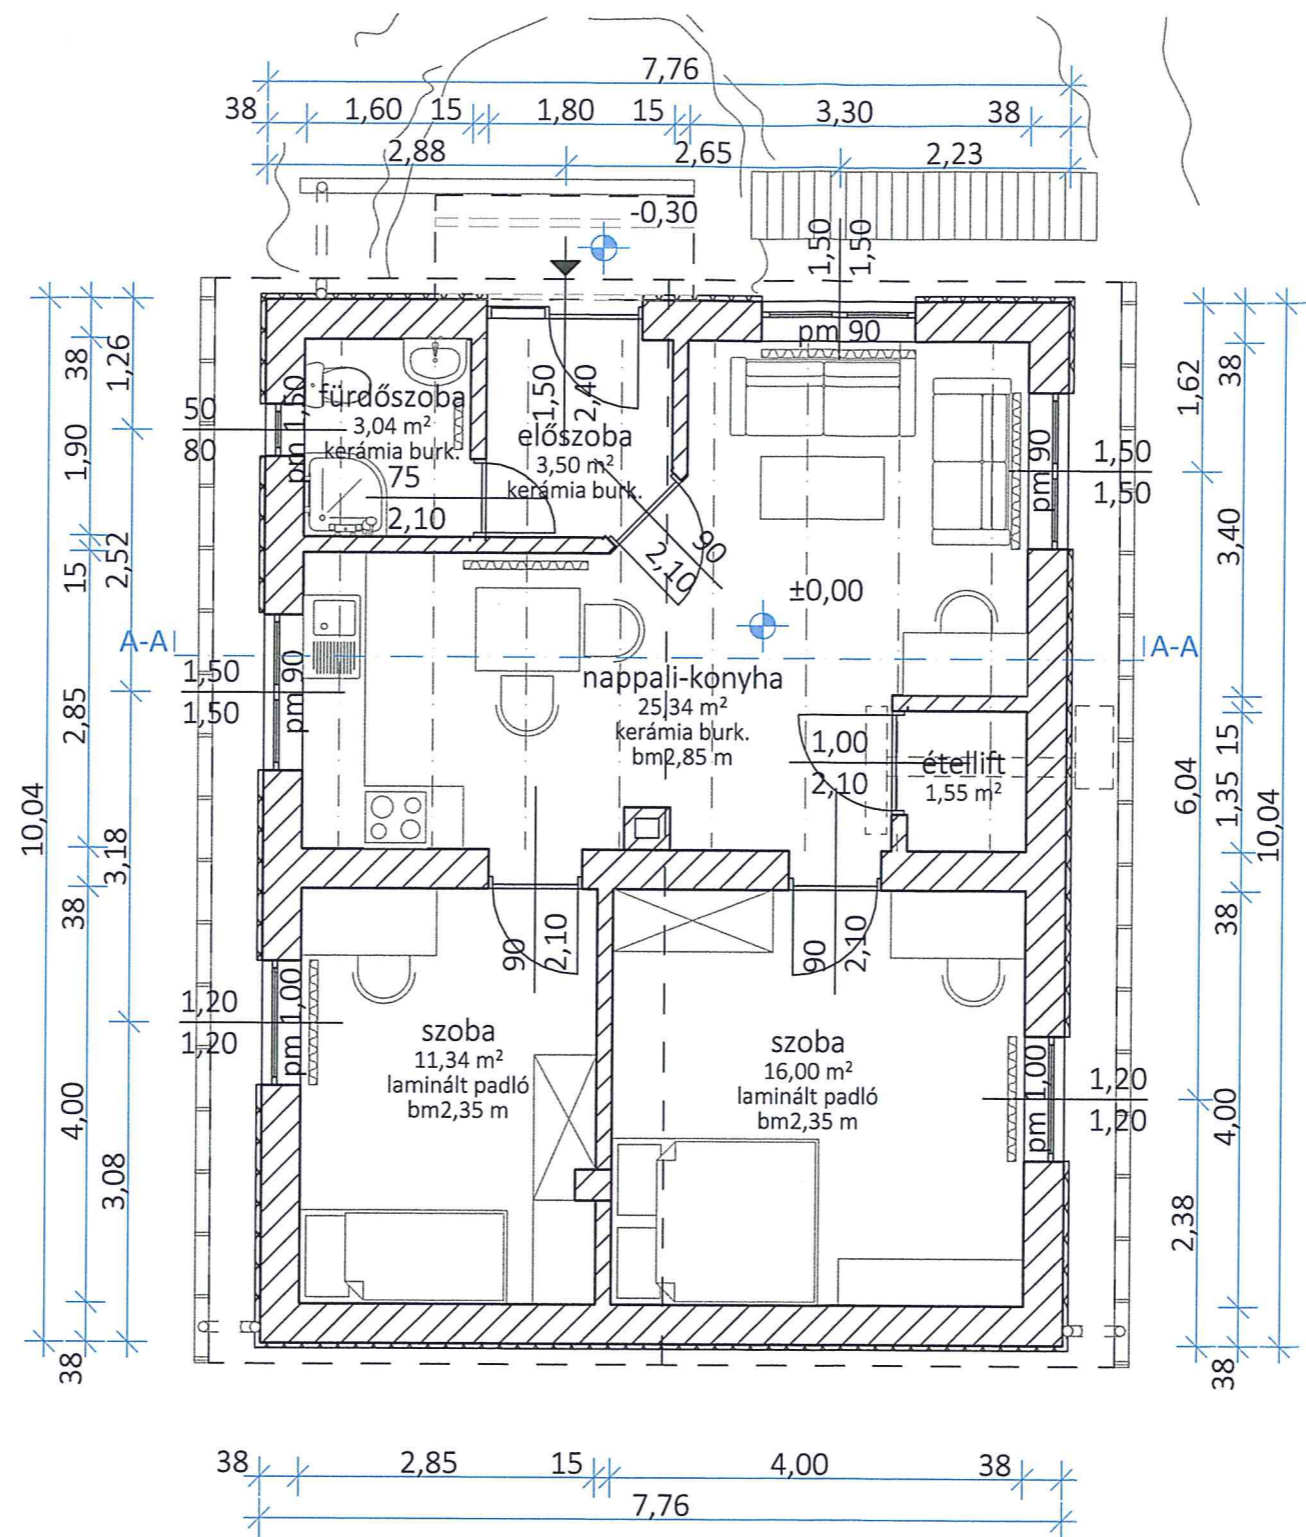 7,76
38 1,60 15 1,80 15 3,30 38
2,88 2,65 2,23
-0,30
1,50
1,50
pm 90
fürdőszoba
3,04 m²
kerámia burk.
pm 1,50
50
80
75
2,10
1,50
2,40
előszoba
3,50 m²
kerámia burk.
90
2,10
±0,00
pm 90
1,50
1,50
A-A
A-A
1,50
1,50
pm 90
nappali-konyha
25,34 m²
kerámia burk.
bm2,85 m
1,00
2,10
étellift
1,55 m²
90
2,10
90
2,10
1,20
1,20
pm 1,00
szoba
11,34 m²
laminált padló
bm2,35 m
szoba
16,00 m²
laminált padló
bm2,35 m
pm 1,00
1,20
1,20
10,04
38
1,90
15
2,85
38
4,00
38
1,26
2,52
3,18
3,08
1,62
6,04
2,38
38
3,40
15
1,35
38
4,00
38
10,04
38 2,85 15 4,00 38
7,76